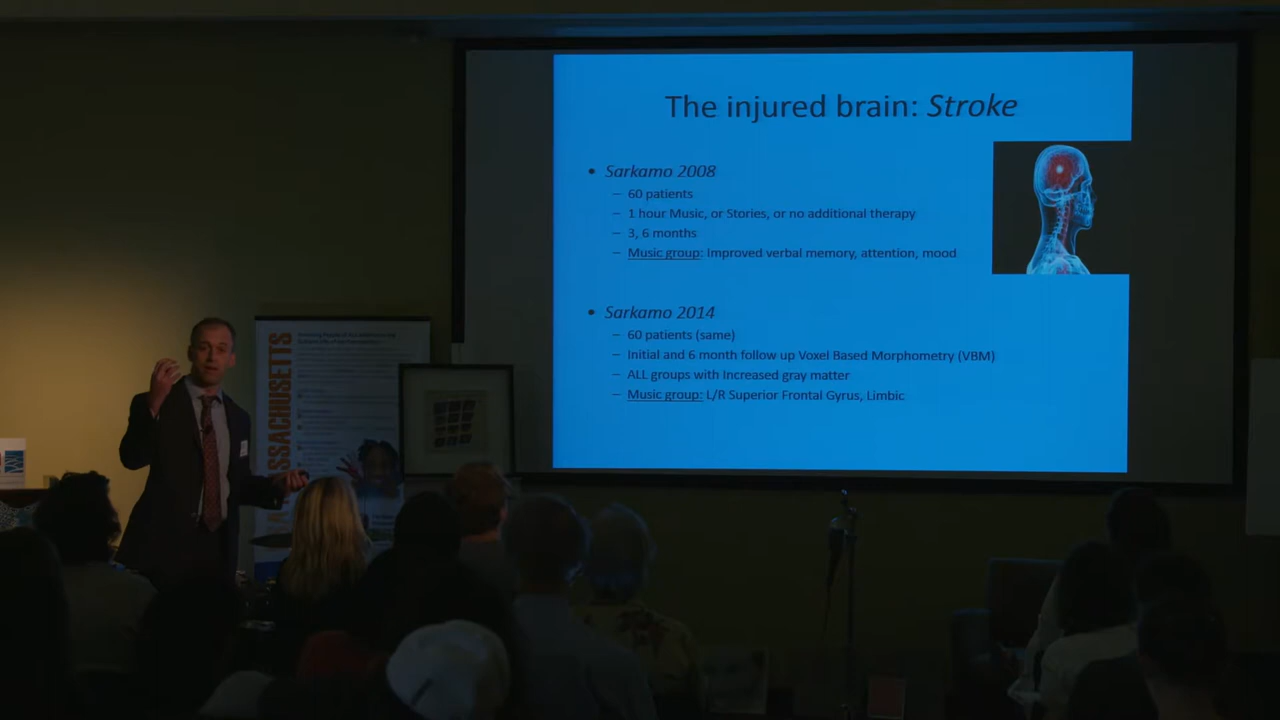 The injured brain: Stroke
• Sarkamo 2008
– 60 patients
– 1 hour Music, or Stories, or no additional therapy
– 3, 6 months
– Music group: Improved verbal memory, attention, mood
• Sarkamo 2014
– 60 patients (same)
– Initial and 6 month follow up Voxel Based Morphometry (VBM)
– ALL groups with Increased gray matter
– Music group: L/R Superior Frontal Gyrus, Limbic
SSACHUSETTS